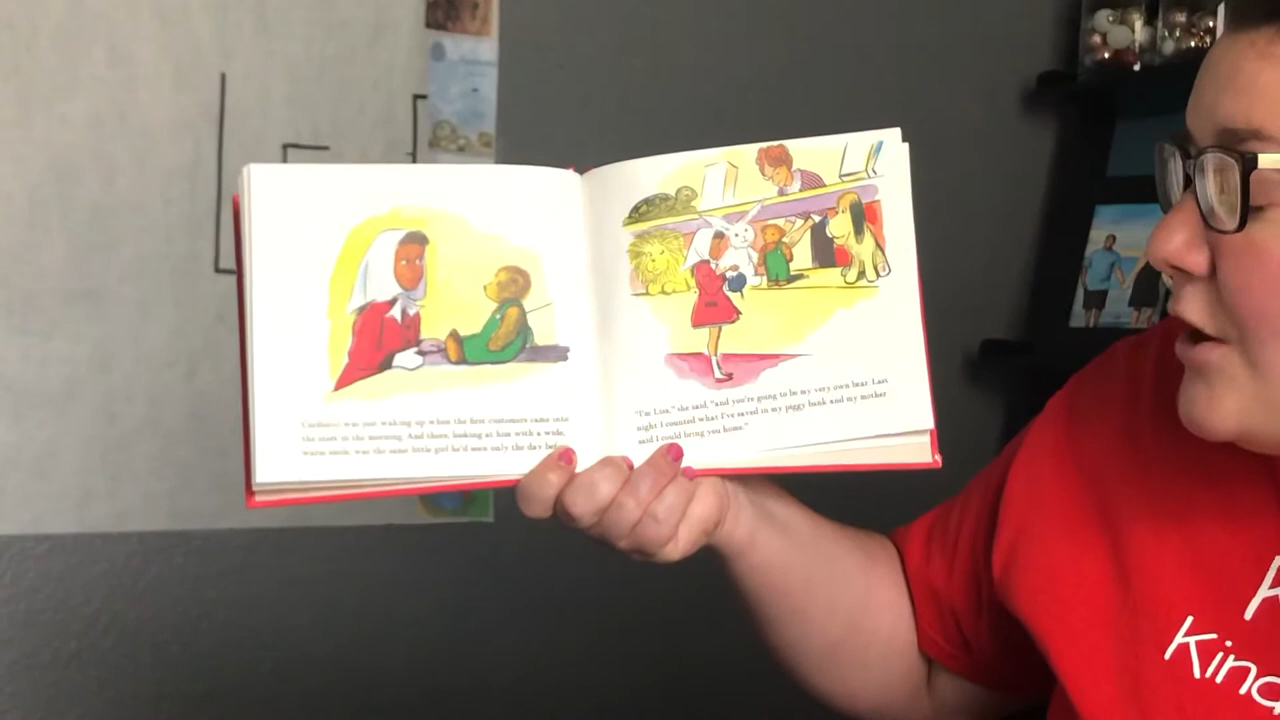 Corduroy was just waking up when the first customers came into
the store in the morning. And there, looking at him with a wide,
warm smile, was the same little girl he'd seen only the day before.
"I'm Lisa," she said, "and you're going to be my very own bear. Last
night I counted what I've saved in my piggy bank and my mother
said I could bring you home."
Kind